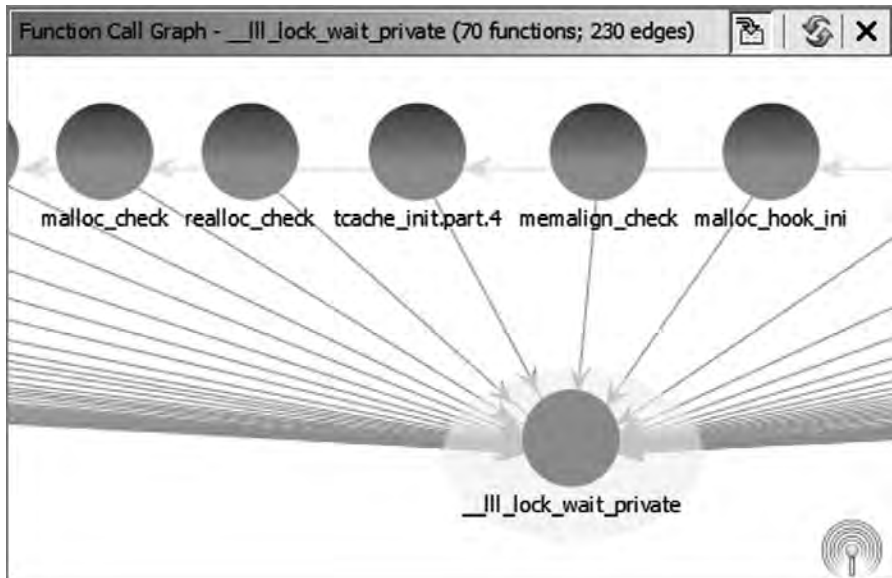 Function Call Graph - __lll_lock_wait_private (70 functions; 230 edges)
malloc_check realloc_check tcache_init.part.4 memalign_check malloc_hook_ini
__lll_lock_wait_private